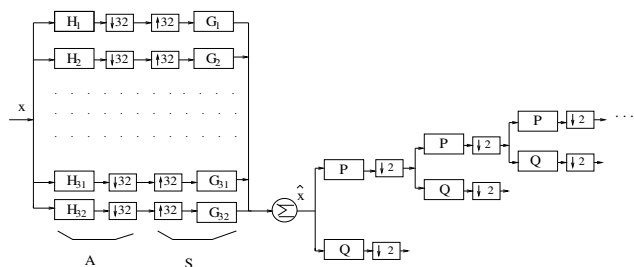 H1 ↓32 ↑32 G1
H2 ↓32 ↑32 G2
x
. . . . . . . . . . . .
. . . . . . . . . . . .
. . . . . . . . . . . .
P ↓2 . . .
P ↓2
Q ↓2
P ↓2
Q ↓2
H31 ↓32 ↑32 G31
H32 ↓32 ↑32 G32
Σ
x̂
Q ↓2
A S